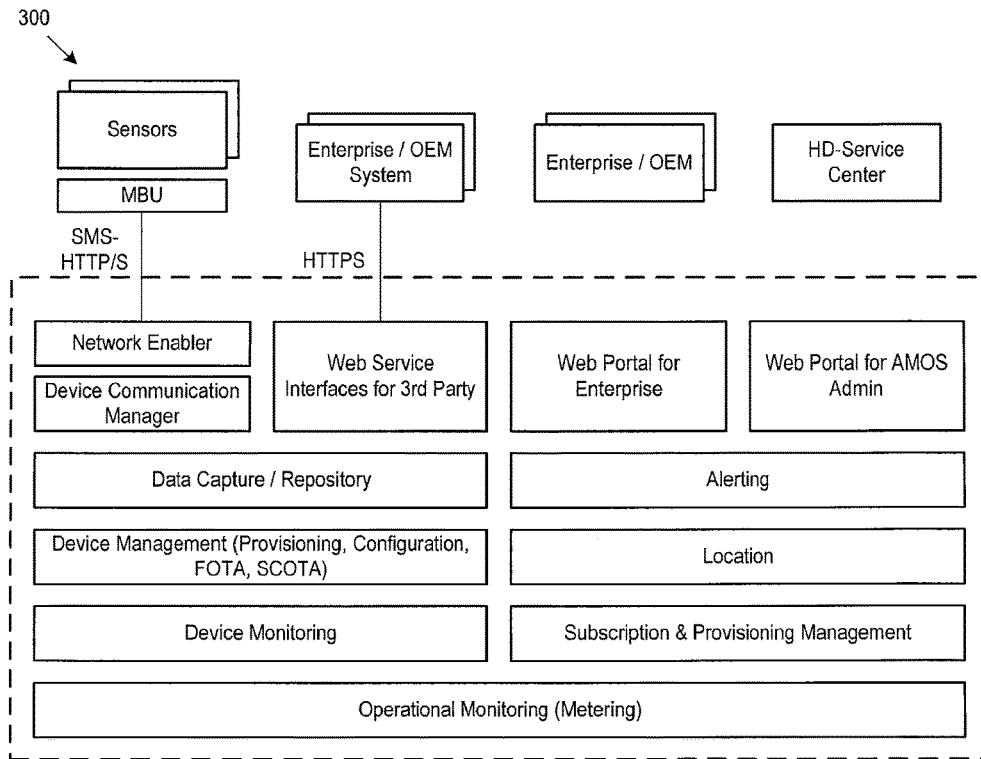 300
Sensors
MBU
Enterprise / OEM
System
Enterprise / OEM
HD-Service
Center
SMS-
HTTP/S
HTTPS
Network Enabler
Device Communication
Manager
Web Service
Interfaces for 3rd Party
Web Portal for
Enterprise
Web Portal for AMOS
Admin
Data Capture / Repository
Alerting
Device Management (Provisioning, Configuration,
FOTA, SCOTA)
Location
Device Monitoring
Subscription & Provisioning Management
Operational Monitoring (Metering)